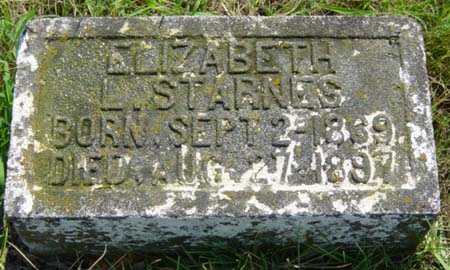 ELIZABETH
L. STARNES
BORN. SEPT 2-1839
DIED. AUG. 27-1897